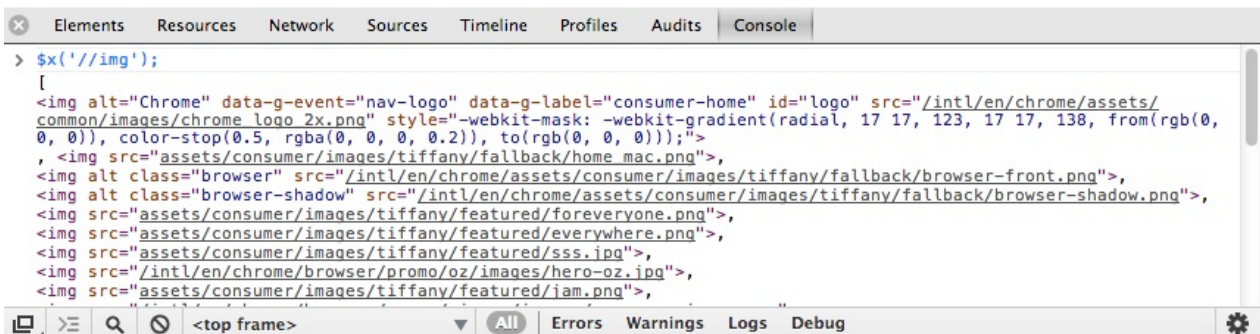 Elements Resources Network Sources Timeline Profiles Audits Console
> $x('//img');
[
<img alt="Chrome" data-g-event="nav-logo" data-g-label="consumer-home" id="logo" src="/intl/en/chrome/assets/
common/images/chrome_logo_2x.png" style="-webkit-mask: -webkit-gradient(radial, 17 17, 123, 17 17, 138, from(rgb(0,
0, 0)), color-stop(0.5, rgba(0, 0, 0, 0.2)), to(rgb(0, 0, 0)));">
, <img src="assets/consumer/images/tiffany/fallback/home_mac.png">,
<img alt class="browser" src="/intl/en/chrome/assets/consumer/images/tiffany/fallback/browser-front.png">,
<img alt class="browser-shadow" src="/intl/en/chrome/assets/consumer/images/tiffany/fallback/browser-shadow.png">,
<img src="assets/consumer/images/tiffany/featured/foreveryone.png">,
<img src="assets/consumer/images/tiffany/featured/everywhere.png">,
<img src="assets/consumer/images/tiffany/featured/sss.jpg">,
<img src="/intl/en/chrome/browser/promo/oz/images/hero-oz.jpg">,
<img src="assets/consumer/images/tiffany/featured/jam.png">,
<top frame> All Errors Warnings Logs Debug